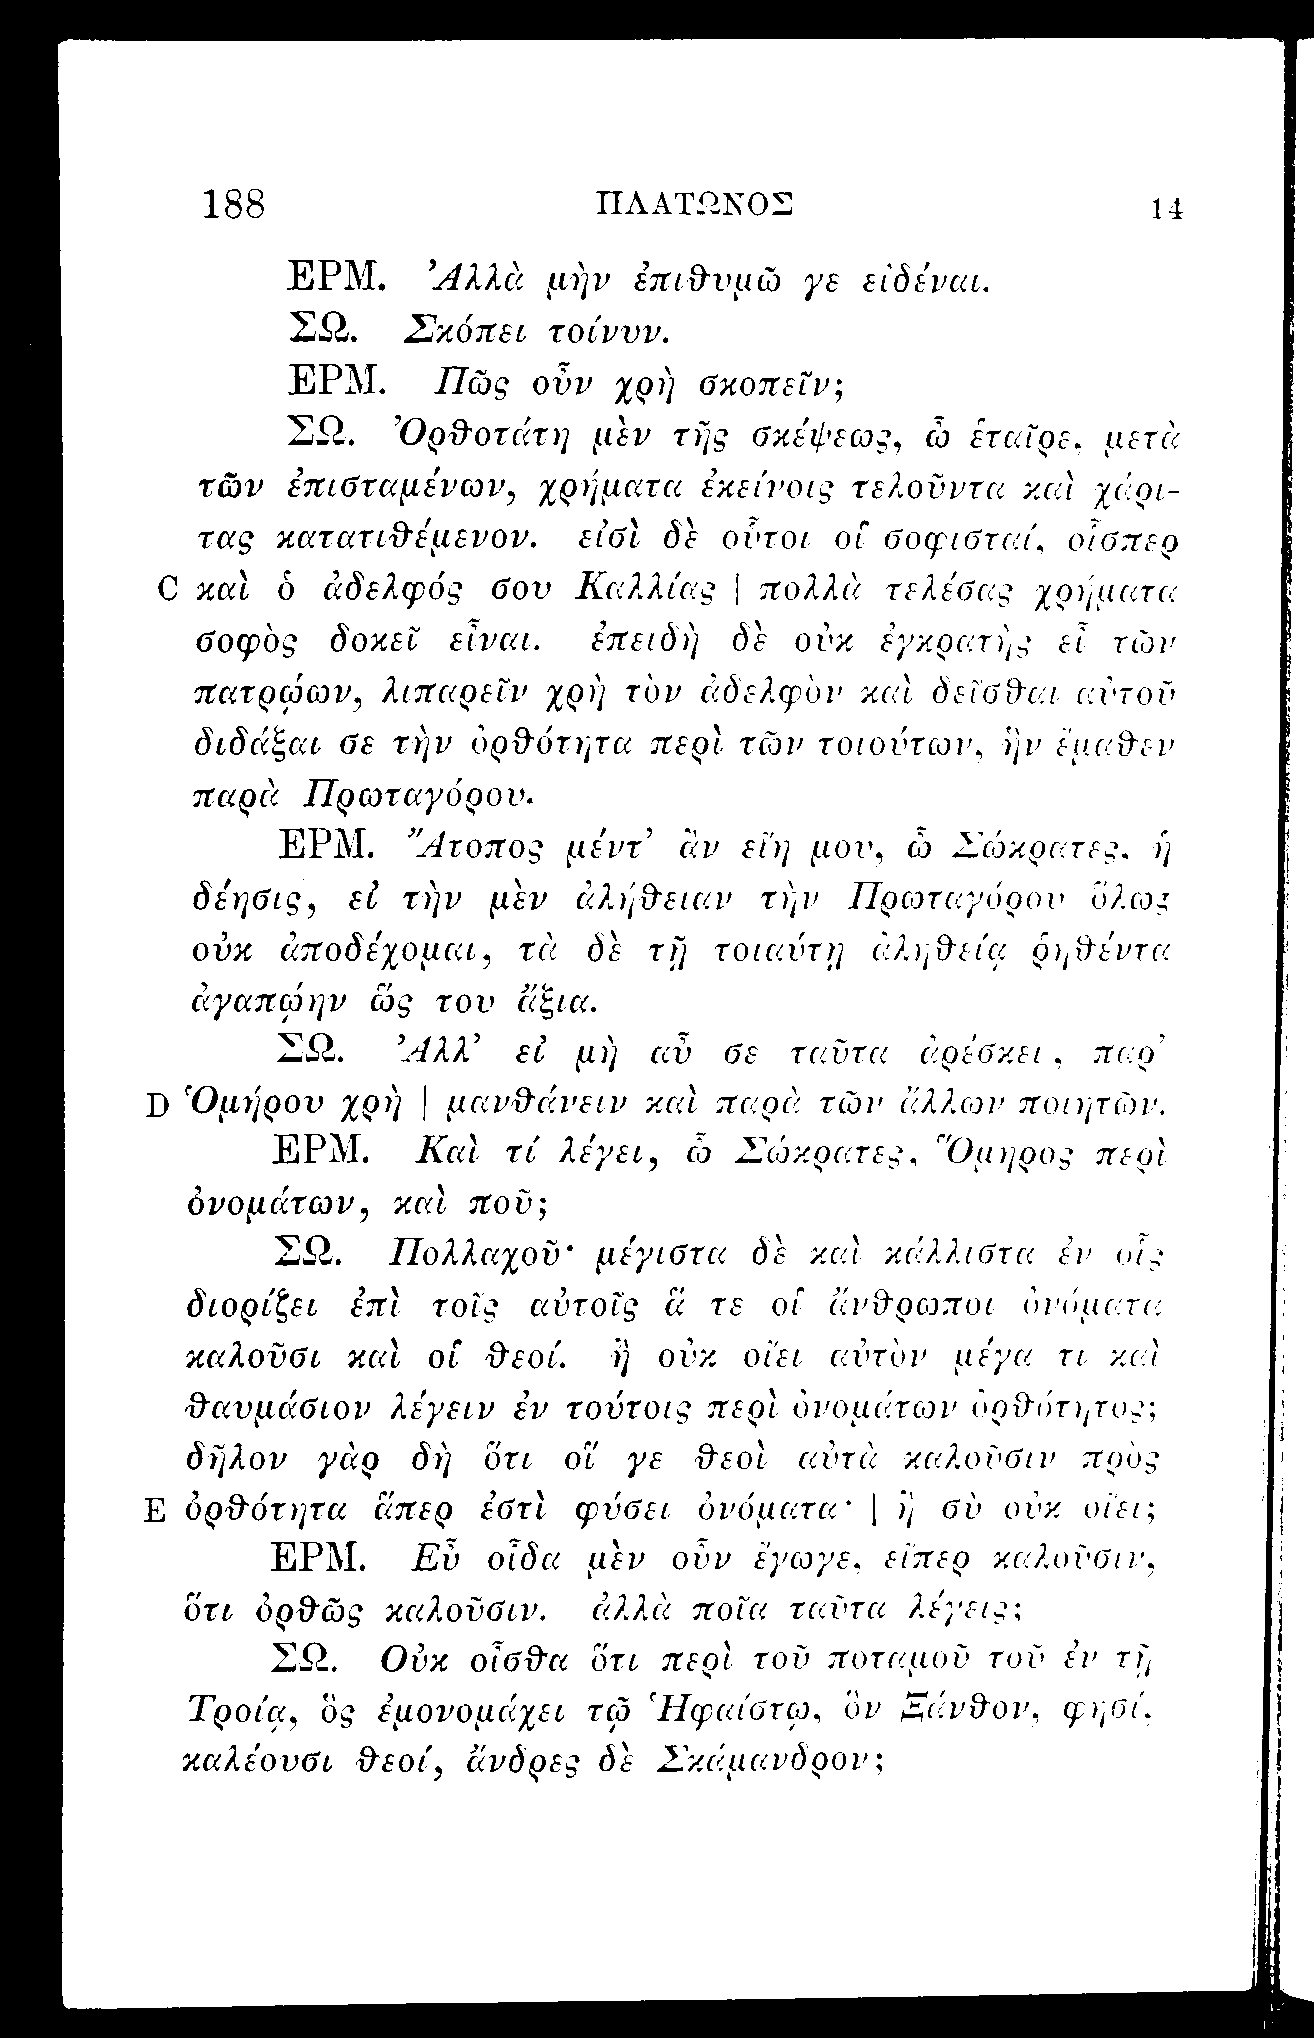 188 ΠΛΑΤΩΝΟΣ 14
ΕΡΜ. Ἀλλὰ μὴν ἐπιθυμῶ γε εἰδέναι.
ΣΩ. Σκόπει τοίνυν.
ΕΡΜ. Πῶς οὖν χρὴ σκοπεῖν;
ΣΩ. Ὀρθοτάτη μὲν τῆς σκέψεως, ὦ ἑταῖρε, μετὰ
τῶν ἐπισταμένων, χρήματα ἐκείνοις τελοῦντα καὶ χάρι-
τας κατατιθέμενον. εἰσὶ δὲ οὗτοι οἱ σοφισταί, οἷσπερ
C καὶ ὁ ἀδελφός σου Καλλίας | πολλὰ τελέσας χρήματα
σοφὸς δοκεῖ εἶναι. ἐπειδὴ δὲ οὐκ ἐγκρατὴς εἶ τῶν
πατρῴων, λιπαρεῖν χρὴ τὸν ἀδελφὸν καὶ δεῖσθαι αὐτοῦ
διδάξαι σε τὴν ὀρθότητα περὶ τῶν τοιούτων, ἣν ἔμαθεν
παρὰ Πρωταγόρου.
ΕΡΜ. Ἄτοπος μέντ’ ἂν εἴη μου, ὦ Σώκρατες, ἡ
δέησις, εἰ τὴν μὲν ἀλήθειαν τὴν Πρωταγόρου ὅλως
οὐκ ἀποδέχομαι, τὰ δὲ τῇ τοιαύτῃ ἀληθείᾳ ῥηθέντα
ἀγαπῴην ὥς του ἄξια.
ΣΩ. Ἀλλ’ εἰ μὴ αὖ σε ταῦτα ἀρέσκει, παρ’
D Ὁμήρου χρὴ | μανθάνειν καὶ παρὰ τῶν ἄλλων ποιητῶν.
ΕΡΜ. Καὶ τί λέγει, ὦ Σώκρατες, Ὅμηρος περὶ
ὀνομάτων, καὶ ποῦ;
ΣΩ. Πολλαχοῦ· μέγιστα δὲ καὶ κάλλιστα ἐν οἷς
διορίζει ἐπὶ τοῖς αὐτοῖς ἅ τε οἱ ἄνθρωποι ὀνόματα
καλοῦσι καὶ οἱ θεοί. ἢ οὐκ οἴει αὐτὸν μέγα τι καὶ
θαυμάσιον λέγειν ἐν τούτοις περὶ ὀνομάτων ὀρθότητος;
δῆλον γὰρ δὴ ὅτι οἵ γε θεοὶ αὐτὰ καλοῦσιν πρὸς
E ὀρθότητα ἅπερ ἐστὶ φύσει ὀνόματα· | ἢ σὺ οὐκ οἴει;
ΕΡΜ. Εὖ οἶδα μὲν οὖν ἔγωγε, εἴπερ καλοῦσιν,
ὅτι ὀρθῶς καλοῦσιν. ἀλλὰ ποῖα ταῦτα λέγεις;
ΣΩ. Οὐκ οἶσθα ὅτι περὶ τοῦ ποταμοῦ τοῦ ἐν τῇ
Τροίᾳ, ὃς ἐμονομάχει τῷ Ἡφαίστῳ, ὃν Ξάνθον, φησί,
καλέουσι θεοί, ἄνδρες δὲ Σκάμανδρον;